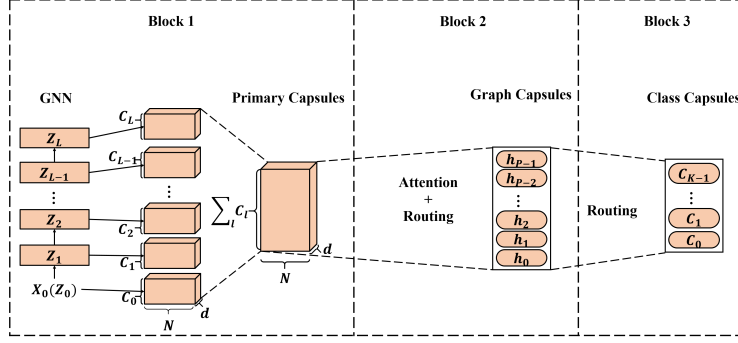 Block 1
Block 2
Block 3
GNN
Primary Capsules
Graph Capsules
Class Capsules
Z_L
Z_{L-1}
⋮
Z_2
Z_1
X_0(Z_0)
C_L
C_{L-1}
⋮
C_2
C_1
C_0
N
d
∑_l C_l
N
d
Attention
+
Routing
h_{P-1}
h_{P-2}
⋮
h_2
h_1
h_0
Routing
C_{K-1}
⋮
C_1
C_0